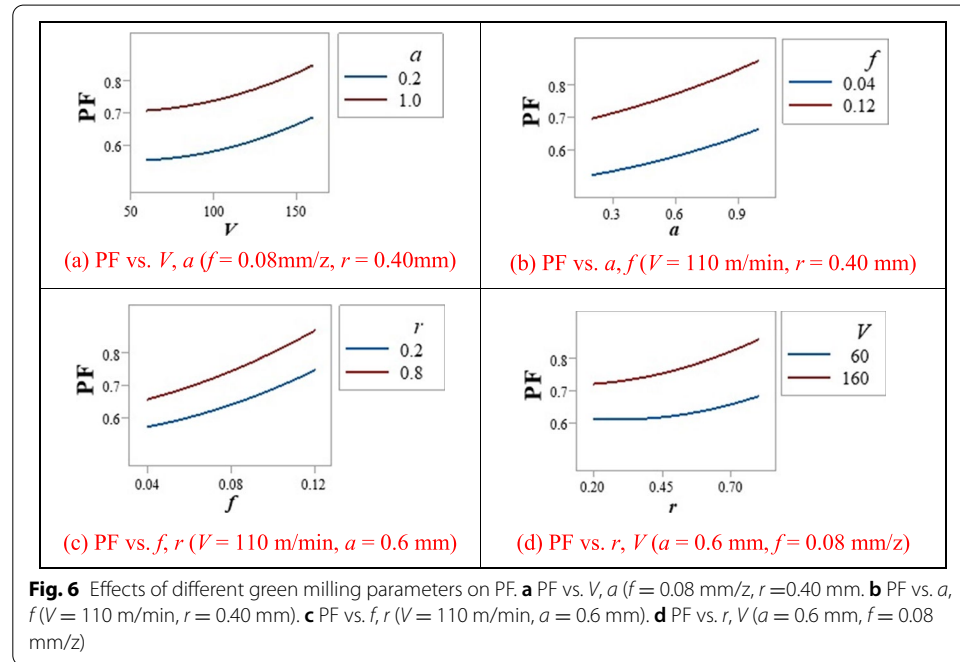 a
0.2
1.0
PF
0.8
0.7
0.6
50
100
150
V
(a) PF vs. V, a (f = 0.08mm/z, r = 0.40mm)
f
0.04
0.12
PF
0.8
0.7
0.6
0.3
0.6
0.9
a
(b) PF vs. a, f (V = 110 m/min, r = 0.40 mm)
r
0.2
0.8
PF
0.8
0.7
0.6
0.04
0.08
0.12
f
(c) PF vs. f, r (V = 110 m/min, a = 0.6 mm)
V
60
160
PF
0.8
0.7
0.6
0.20
0.45
0.70
r
(d) PF vs. r, V (a = 0.6 mm, f = 0.08 mm/z)
Fig. 6 Effects of different green milling parameters on PF. a PF vs. V, a (f = 0.08 mm/z, r =0.40 mm. b PF vs. a,
f (V = 110 m/min, r = 0.40 mm). c PF vs. f, r (V = 110 m/min, a = 0.6 mm). d PF vs. r, V (a = 0.6 mm, f = 0.08
mm/z)